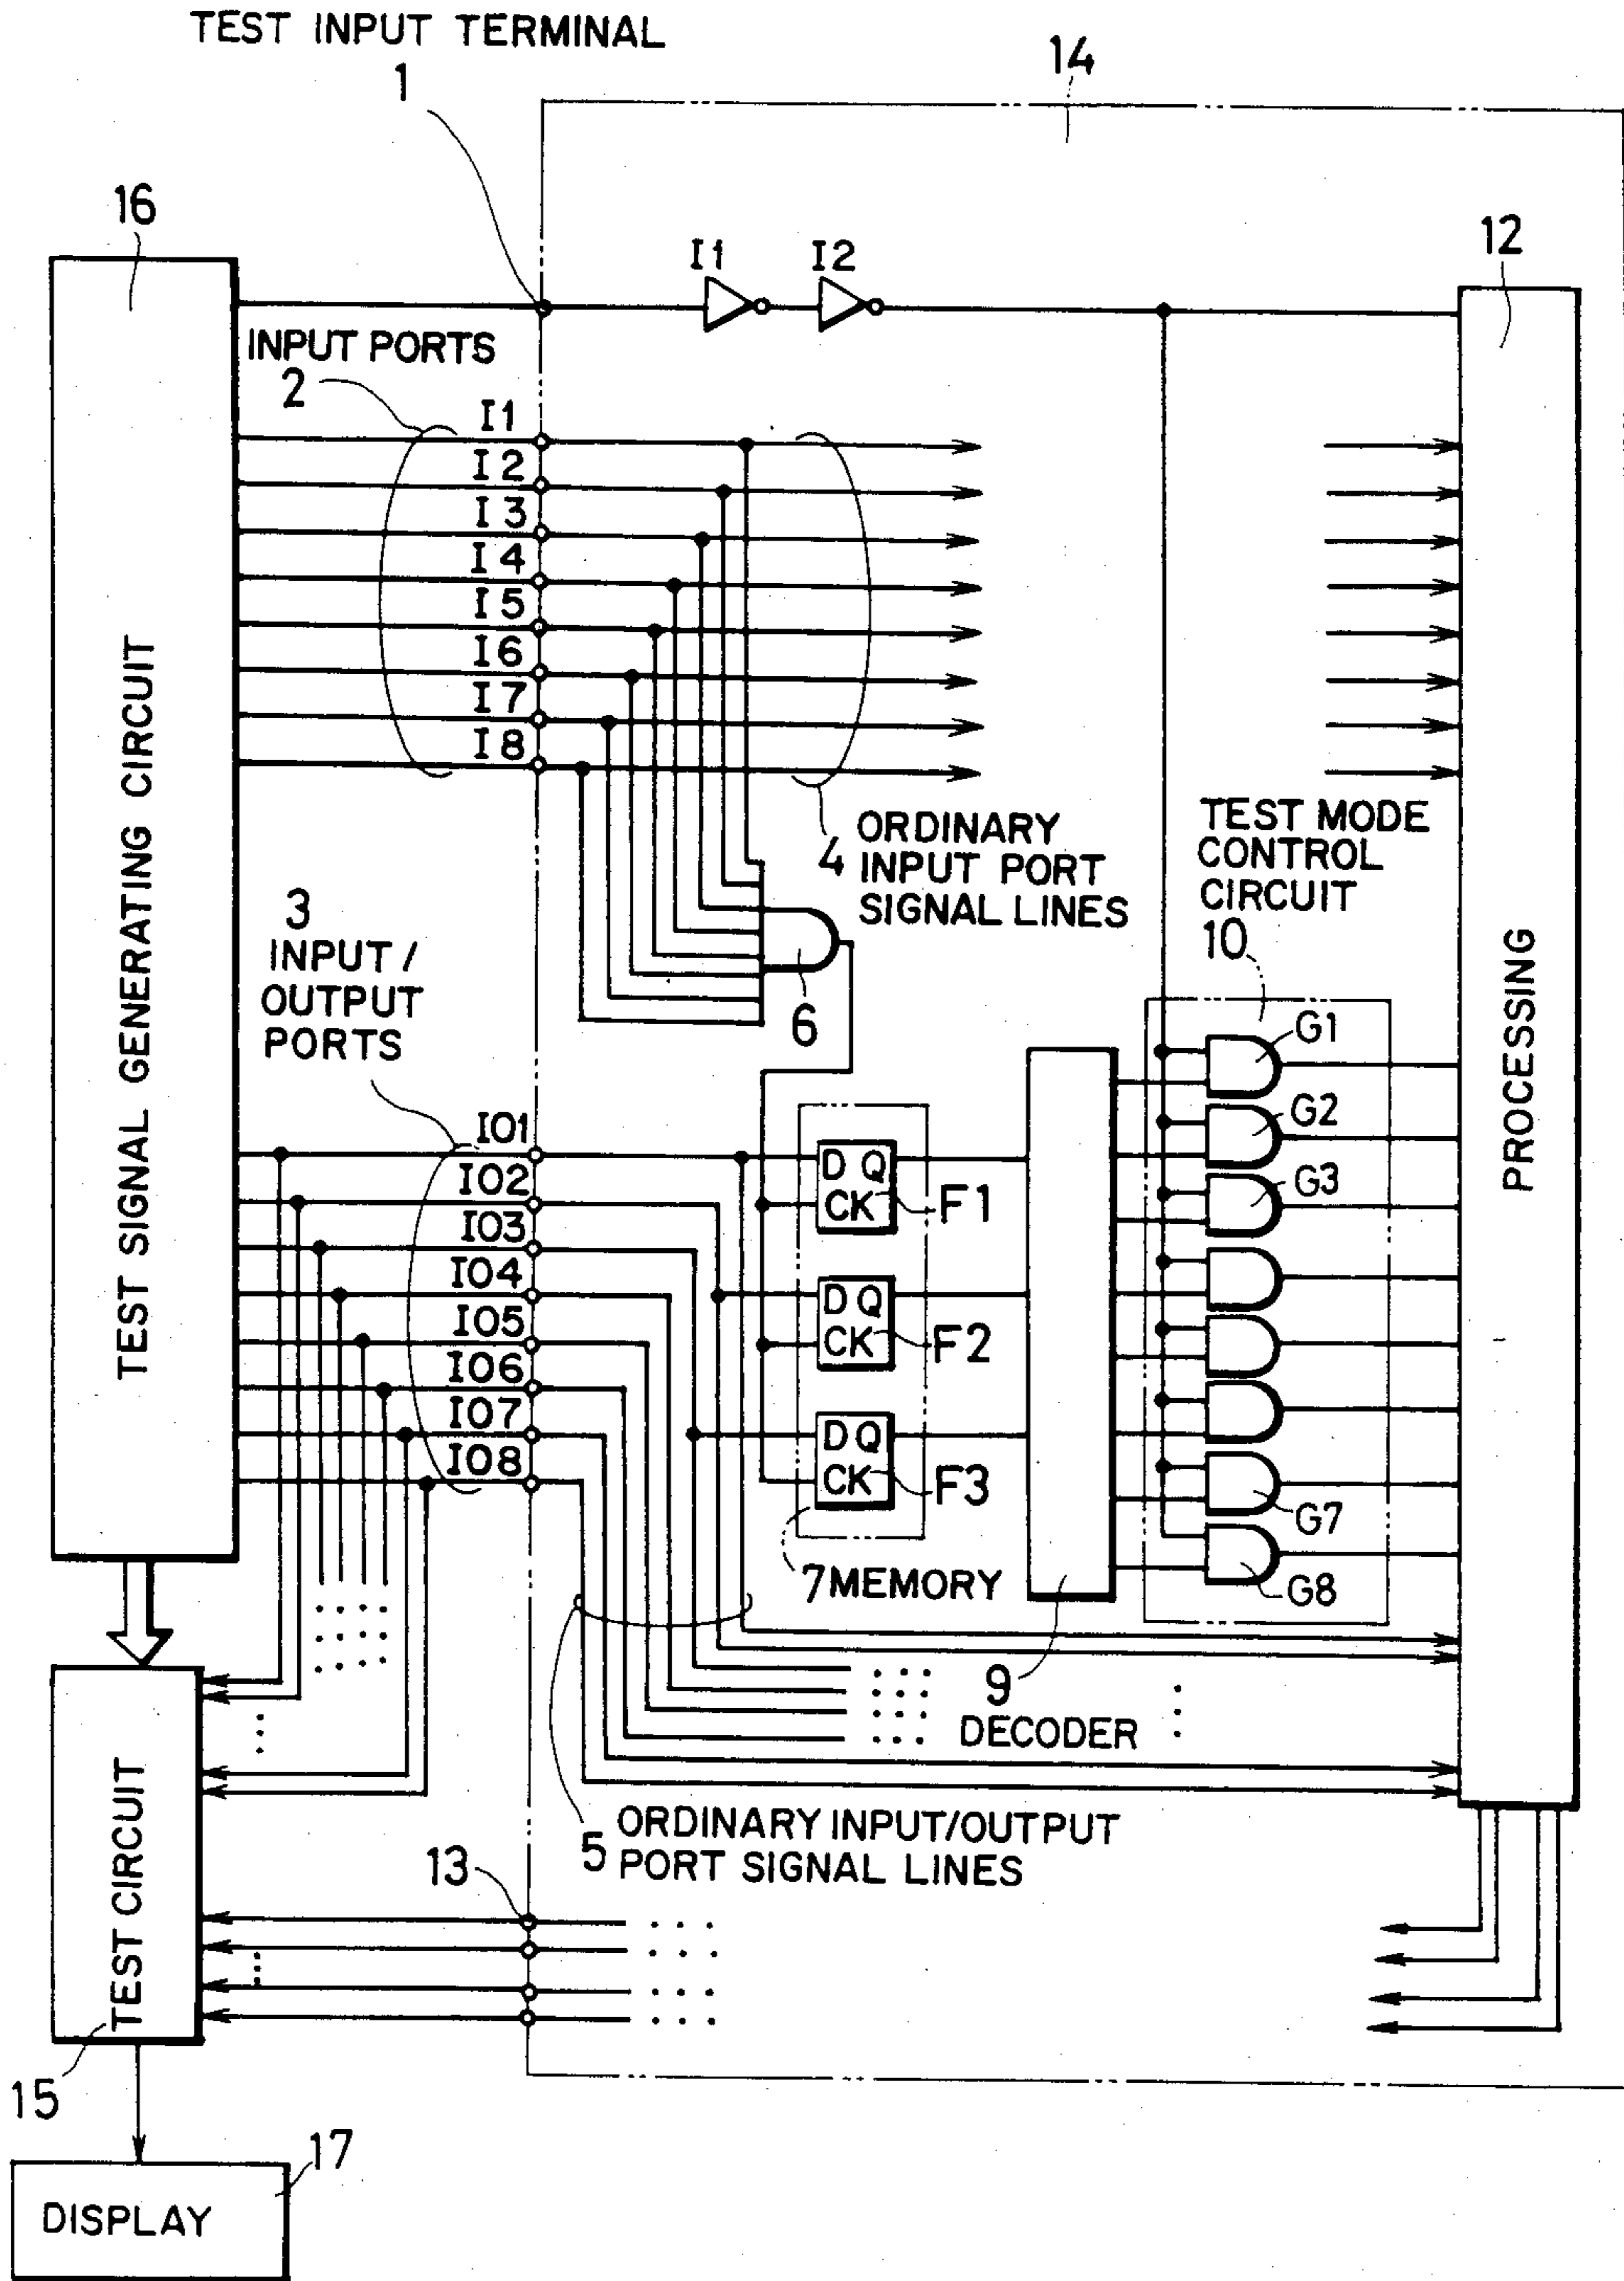 TEST INPUT TERMINAL
1
14
16
12
I1
I2
INPUT PORTS
2
I1
I2
I3
I4
I5
I6
I7
I8
TEST SIGNAL GENERATING CIRCUIT
4 ORDINARY
INPUT PORT
SIGNAL LINES
TEST MODE
CONTROL
CIRCUIT
10
3
INPUT /
OUTPUT
PORTS
6
PROCESSING
G1
G2
G3
G7
G8
IO1
IO2
IO3
IO4
IO5
IO6
IO7
IO8
D Q
CK
F1
D Q
CK
F2
D Q
CK
F3
7 MEMORY
9
DECODER
5 ORDINARY INPUT/OUTPUT
PORT SIGNAL LINES
13
TEST CIRCUIT
15
17
DISPLAY